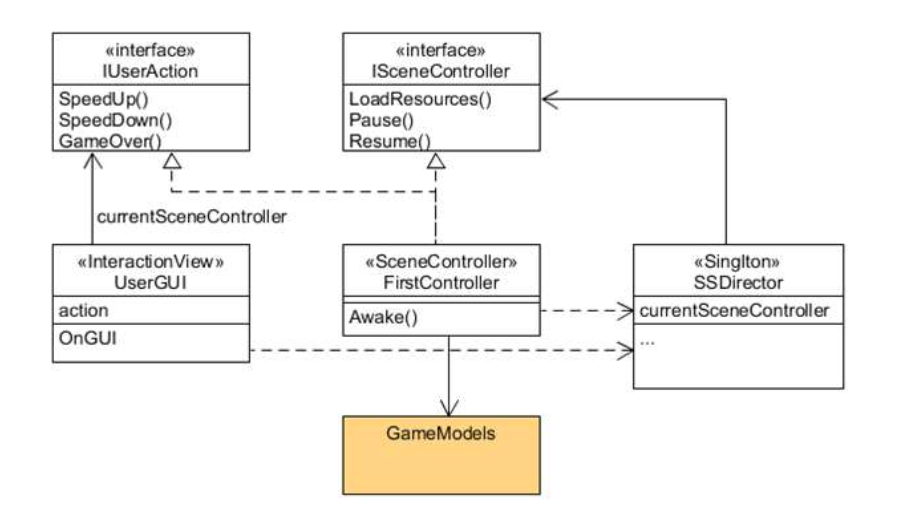 «interface»
IUserAction
SpeedUp()
SpeedDown()
GameOver()
«interface»
ISceneController
LoadResources()
Pause()
Resume()
currentSceneController
«InteractionView»
UserGUI
action
OnGUI
«SceneController»
FirstController
Awake()
«Singlton»
SSDirector
currentSceneController
...
GameModels